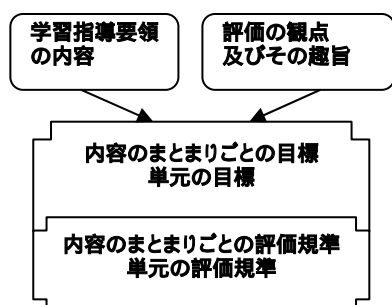 学習指導要領
の内容
評価の観点
及びその趣旨
内容のまとまりごとの目標
単元の目標
内容のまとまりごとの評価規準
単元の評価規準